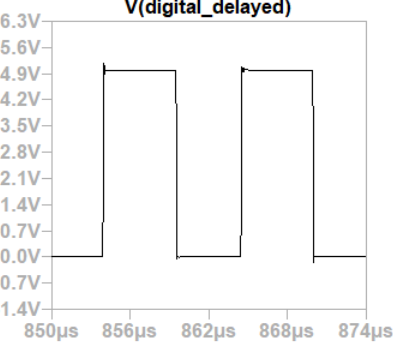 V(digital_delayed)
6.3V
5.6V
4.9V
4.2V
3.5V
2.8V
2.1V
1.4V
0.7V
0.0V
0.7V
1.4V
850µs 856µs 862µs 868µs 874µs